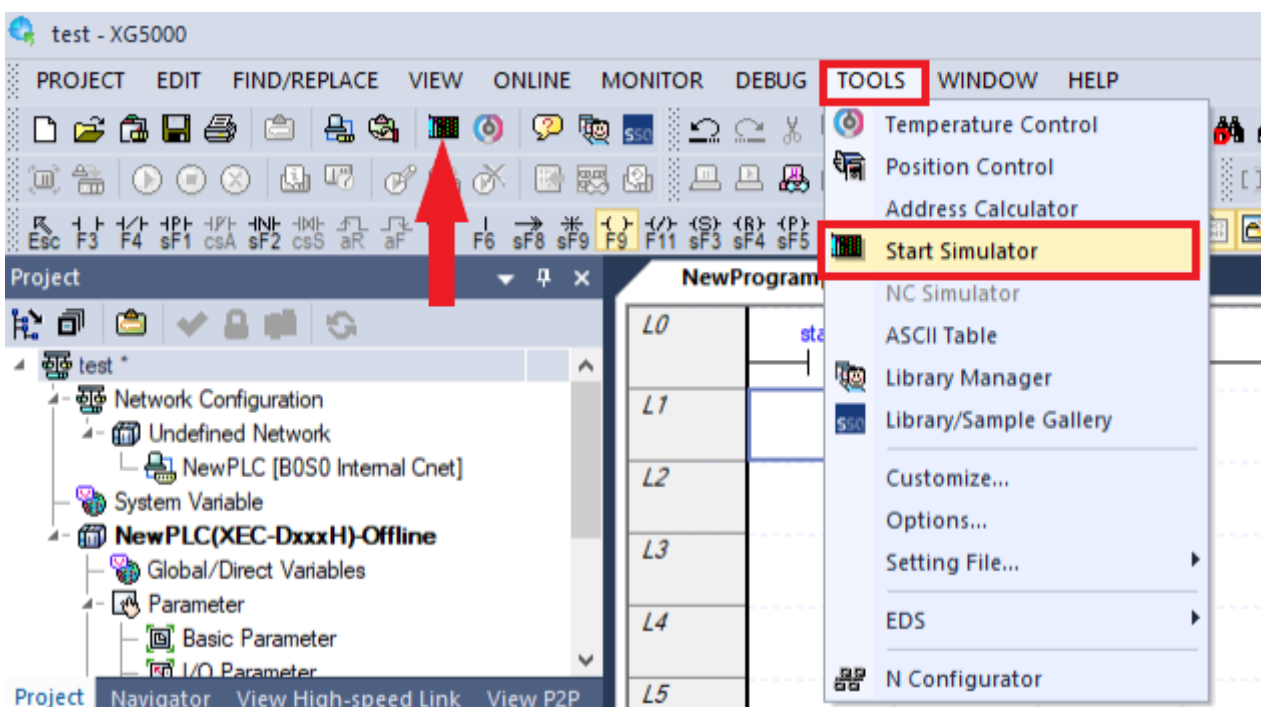 test - XG5000
PROJECT EDIT FIND/REPLACE VIEW ONLINE MONITOR DEBUG TOOLS WINDOW HELP
Temperature Control
Position Control
Address Calculator
Start Simulator
NC Simulator
ASCII Table
Library Manager
Library/Sample Gallery
Customize...
Options...
Setting File...
EDS
N Configurator
sso
sso
Esc F3 F4 sF1 csA sF2 csS aR aF F6 sF8 sF9 F9 F11 sF3 sF4 sF5
Project
test *
Network Configuration
Undefined Network
NewPLC [B0S0 Internal Cnet]
System Variable
NewPLC(XEC-DxxxH)-Offline
Global/Direct Variables
Parameter
Basic Parameter
I/O Parameter
Project Navigator View High-speed Link View P2P
NewProgram
L0
L1
L2
L3
L4
L5